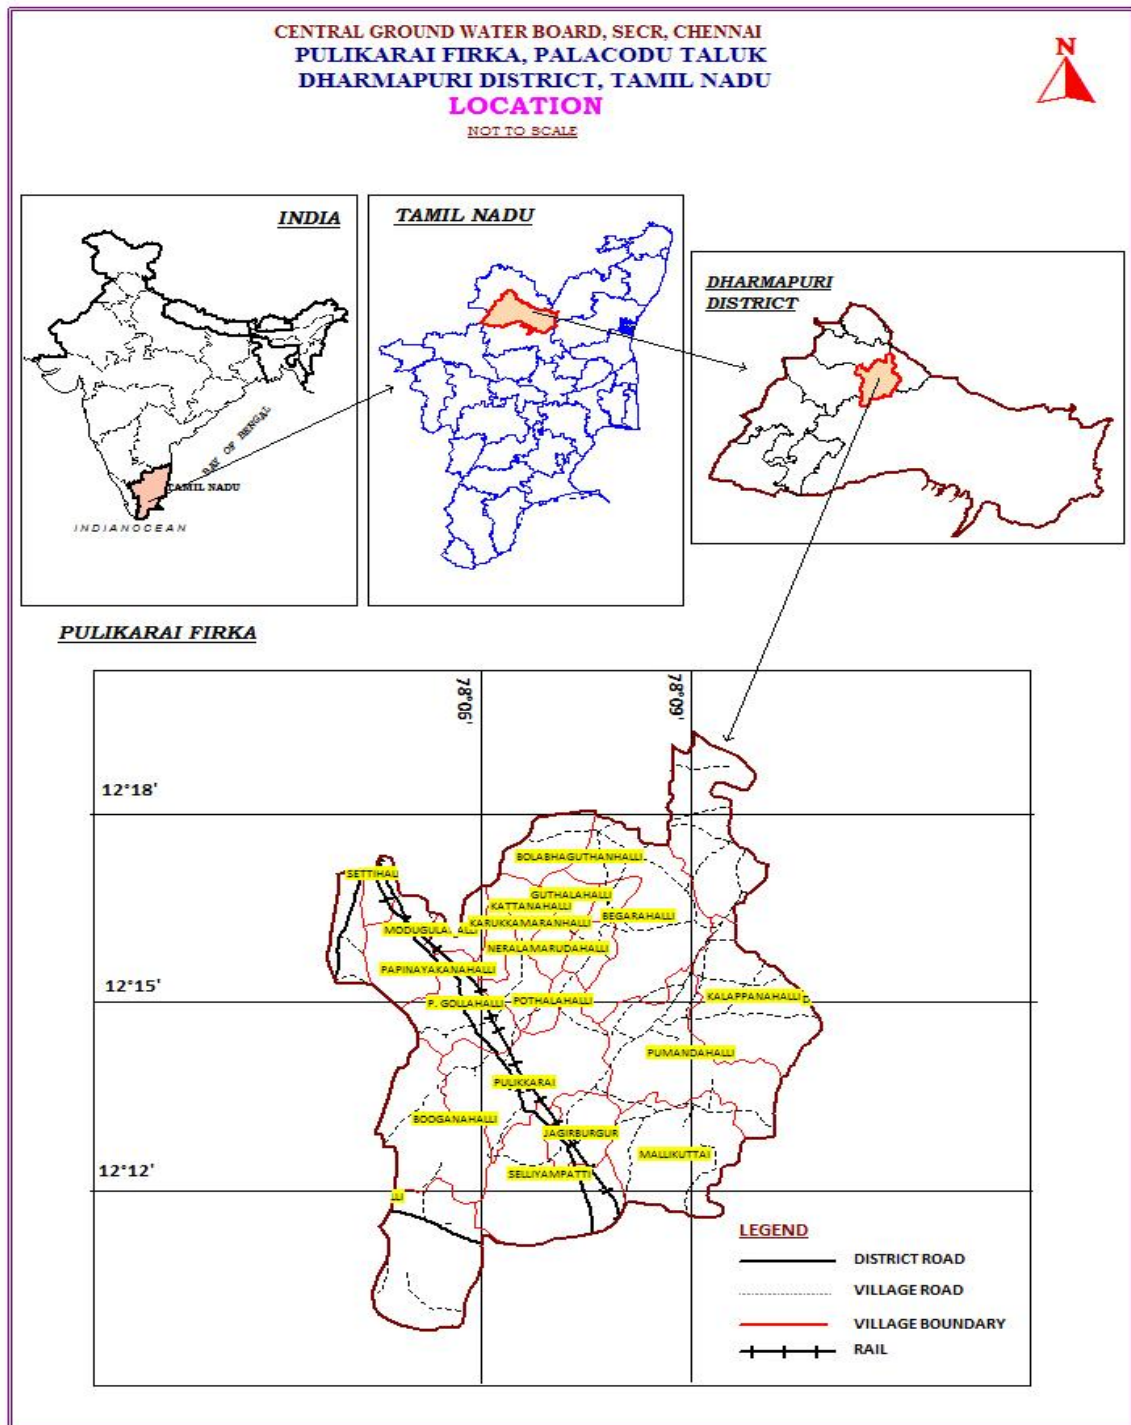 CENTRAL GROUND WATER BOARD, SECR, CHENNAI
PULIKARAI FIRKA, PALACODU TALUK
DHARMAPURI DISTRICT, TAMIL NADU
LOCATION
NOT TO SCALE
N
INDIA
BAY OF BENGAL
TAMIL NADU
INDIANOCEAN
TAMIL NADU
DHARMAPURI
DISTRICT
PULIKARAI FIRKA
78°06'
78°09'
12°18'
BOLABHAGUTHANHALLI
SETTIHAL
GUTHALAHALLI
KATTANAHALLI
BEGARAHALLI
KARUKKAMARANHALLI
NERALAMARUDAHALLI
PAPINAYAKANAHALLI
12°15'
P. GOLLAHALLI
POTHALAHALLI
KALAPPANAHALLI
PUMANDAHALLI
PULIKKARAI
BOOGANAHALLI
JAGIRBURGUR
MALLIKUTTAI
12°12'
SELLIYAMPATTI
LLI
LEGEND
DISTRICT ROAD
VILLAGE ROAD
VILLAGE BOUNDARY
RAIL